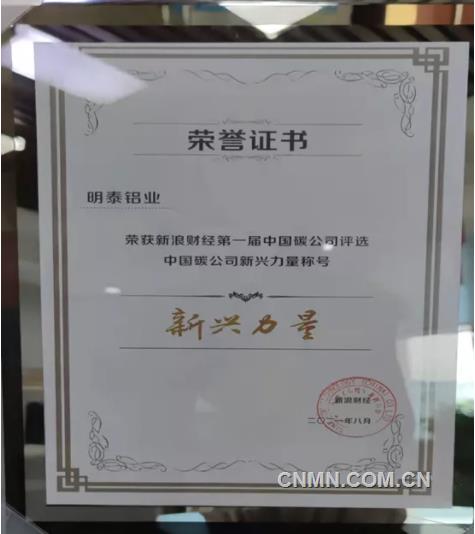 荣誉证书
明泰铝业
荣获新浪财经第一届中国碳公司评选
中国碳公司新兴力量称号
新兴力量
新浪财经
二〇二一年八月
CNMN.COM.CN